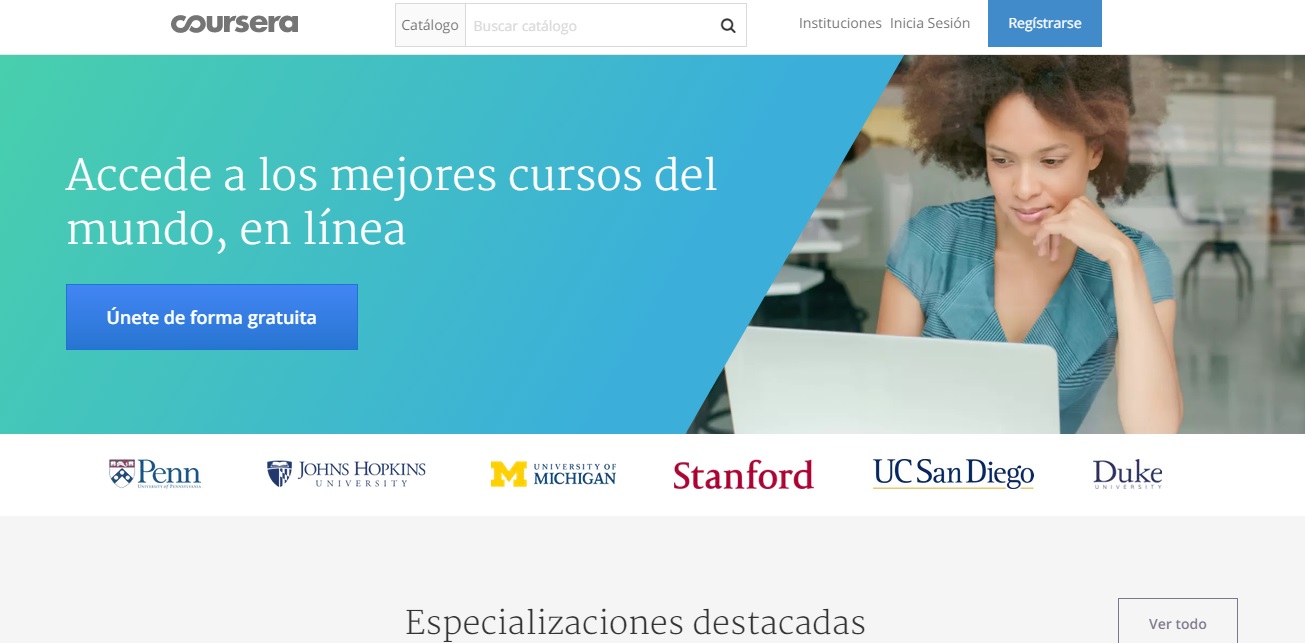 coursera
Catálogo
Buscar catálogo
Instituciones
Inicia Sesión
Regístrarse
Accede a los mejores cursos del
mundo, en línea
Únete de forma gratuita
Penn
University of Pennsylvania
JOHNS HOPKINS
UNIVERSITY
M
UNIVERSITY OF
MICHIGAN
Stanford
UC San Diego
Duke
UNIVERSITY
Especializaciones destacadas
Ver todo